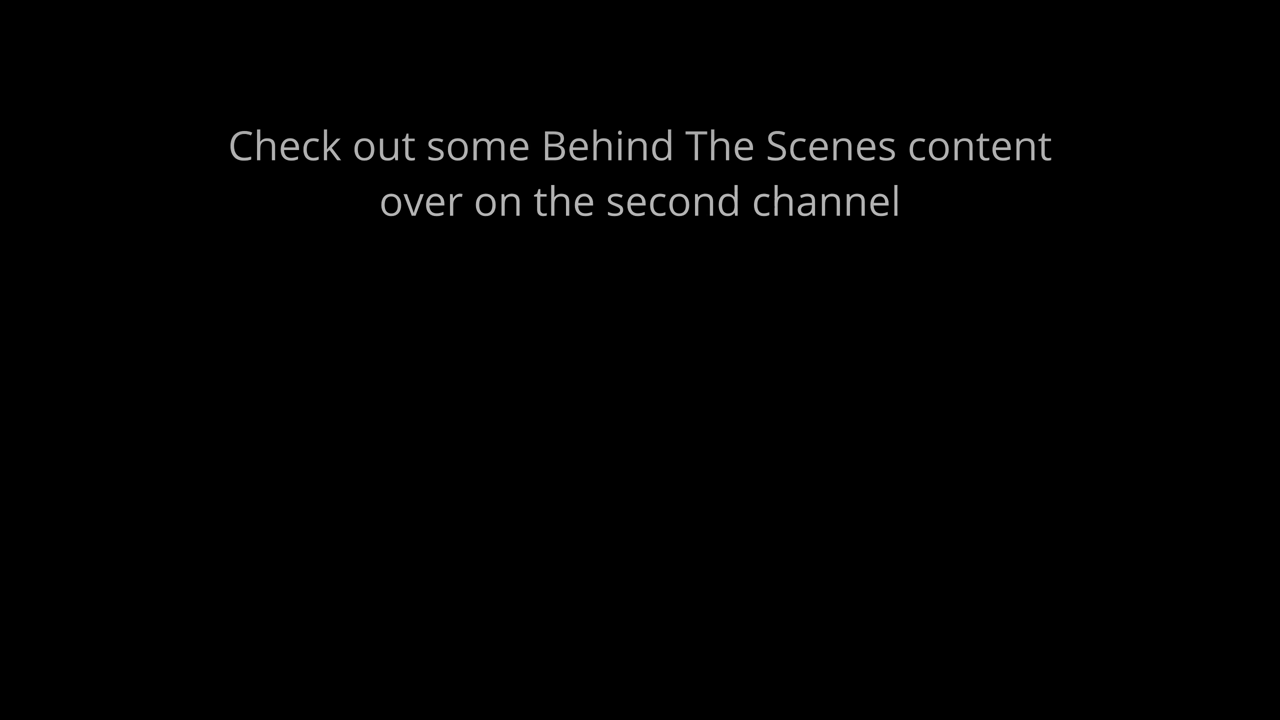 Check out some Behind The Scenes content
over on the second channel